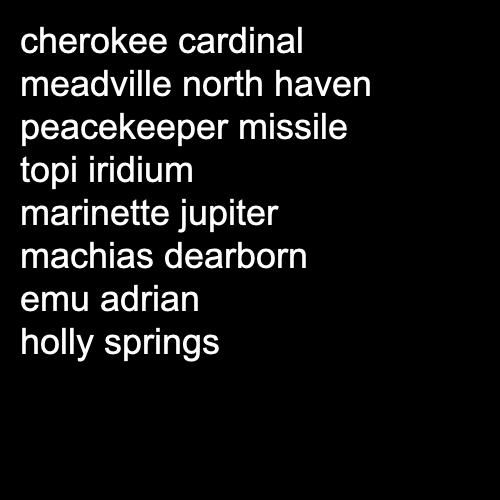 cherokee cardinal
meadville north haven
peacekeeper missile
topi iridium
marinette jupiter
machias dearborn
emu adrian
holly springs